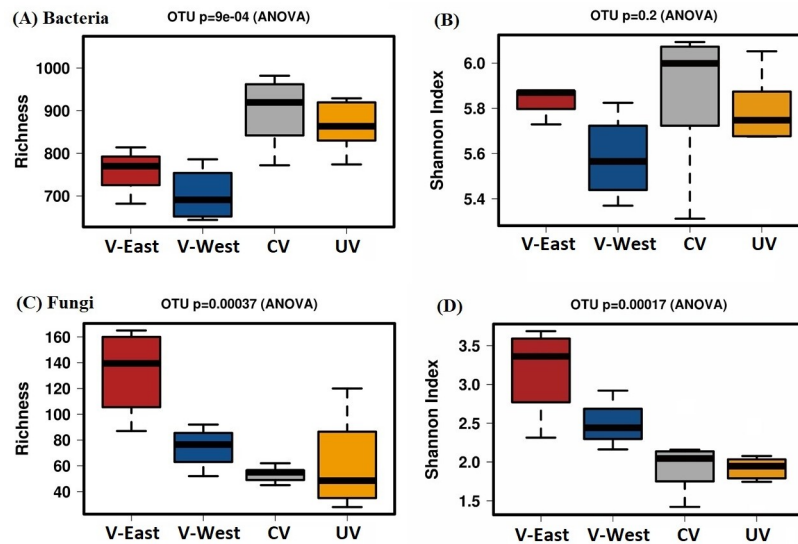 (A) Bacteria
OTU p=9e-04 (ANOVA)
Richness
1000
900
800
700
V-East V-West CV UV
(B)
OTU p=0.2 (ANOVA)
Shannon Index
6.0
5.8
5.6
5.4
V-East V-West CV UV
(C) Fungi
OTU p=0.00037 (ANOVA)
Richness
160
140
120
100
80
60
40
V-East V-West CV UV
(D)
OTU p=0.00017 (ANOVA)
Shannon Index
3.5
3.0
2.5
2.0
1.5
V-East V-West CV UV